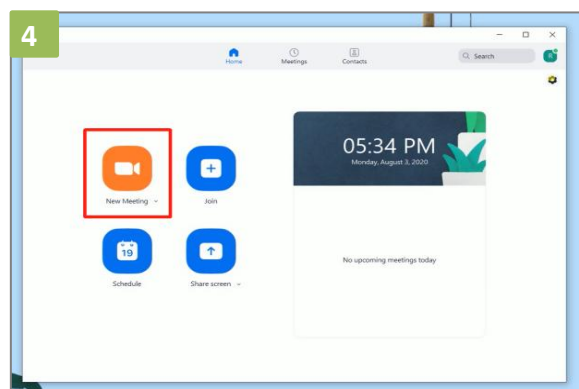 4
Home
Meetings
Contacts
Search
05:34 PM
Monday, August 3, 2020
New Meeting
Join
19
Schedule
Share screen
No upcoming meetings today